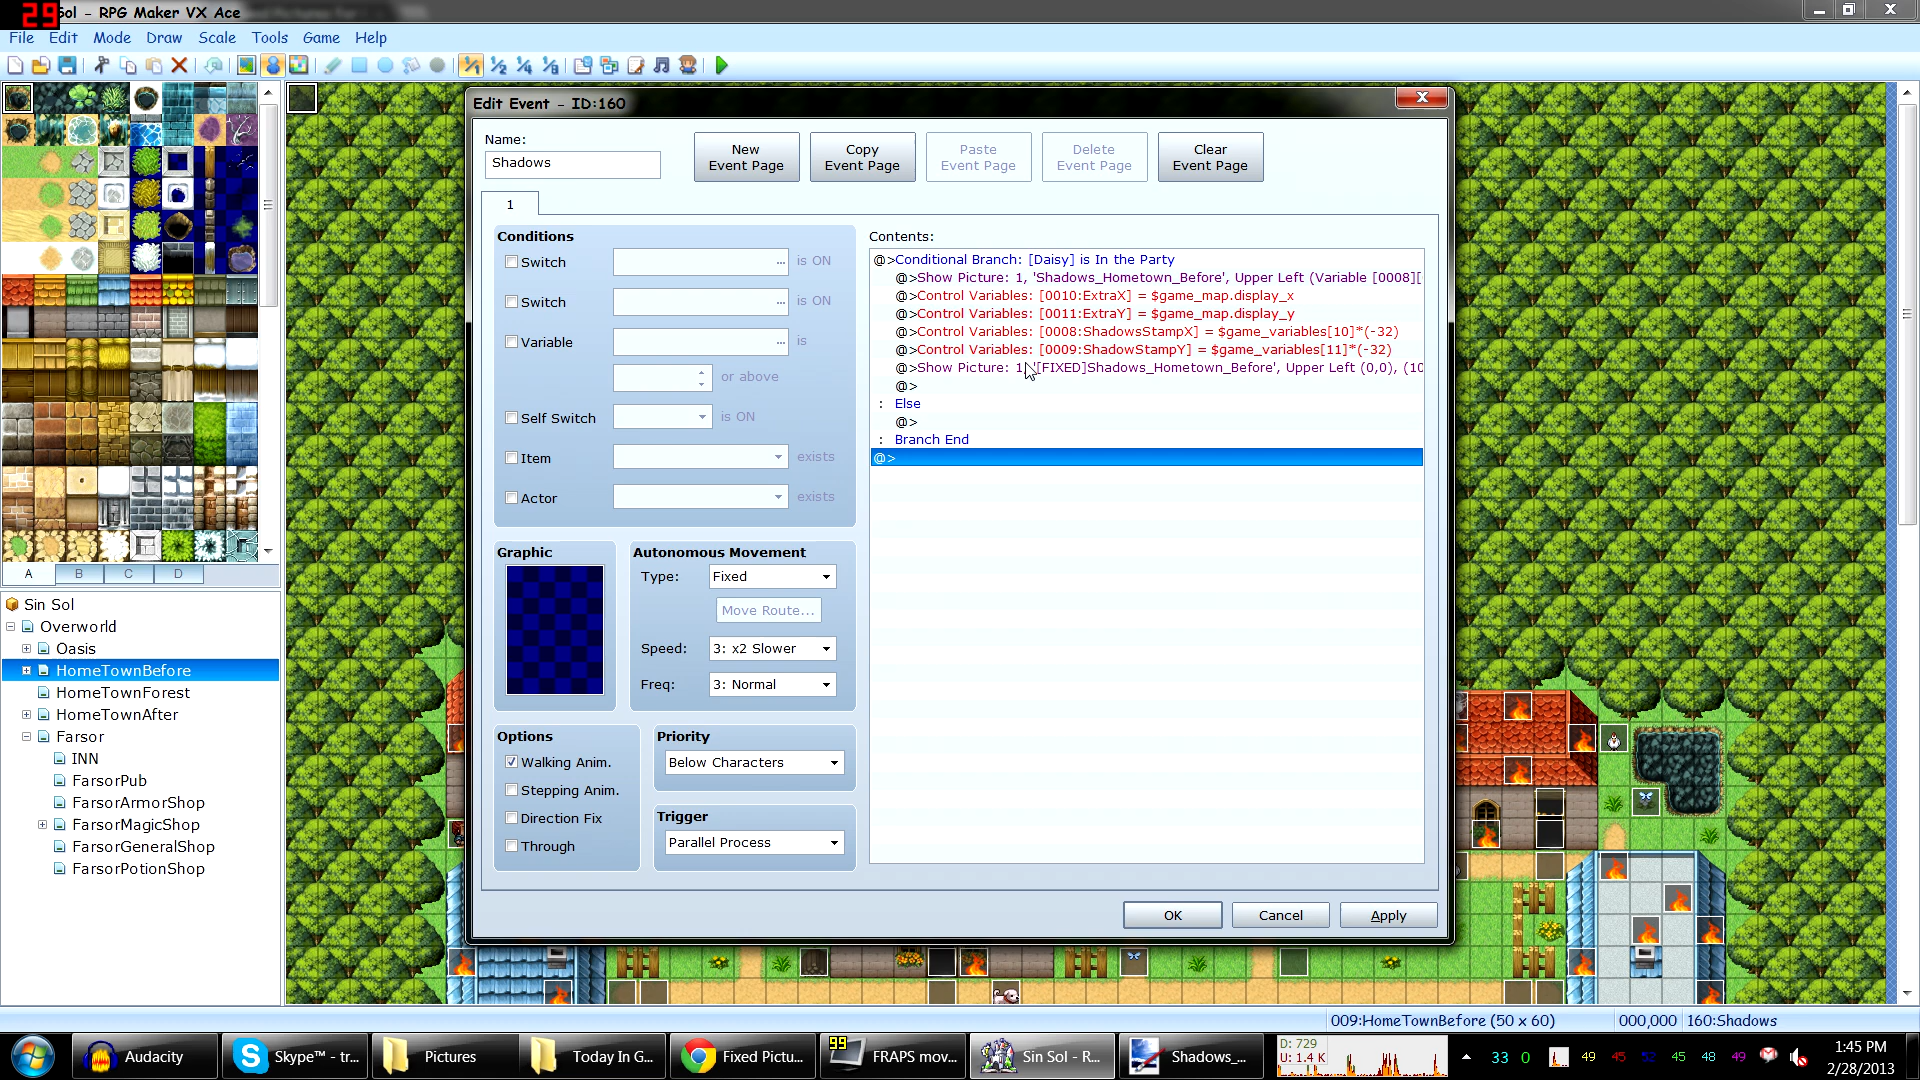 29
Sol - RPG Maker VX Ace
File Edit Mode Draw Scale Tools Game Help
Edit Event - ID:160
Name:
Shadows
New Event Page
Copy Event Page
Paste Event Page
Delete Event Page
Clear Event Page
1
Conditions
Switch ... is ON
Switch ... is ON
Variable ... is
or above
Self Switch is ON
Item exists
Actor exists
Graphic
Autonomous Movement
Type: Fixed
Move Route...
Speed: 3: x2 Slower
Freq: 3: Normal
Options
Walking Anim.
Stepping Anim.
Direction Fix
Through
Priority
Below Characters
Trigger
Parallel Process
Contents:
@>Conditional Branch: [Daisy] is In the Party
@>Show Picture: 1, 'Shadows_Hometown_Before', Upper Left (Variable [0008][
@>Control Variables: [0010:ExtraX] = $game_map.display_x
@>Control Variables: [0011:ExtraY] = $game_map.display_y
@>Control Variables: [0008:ShadowsStampX] = $game_variables[10]*(-32)
@>Control Variables: [0009:ShadowStampY] = $game_variables[11]*(-32)
@>Show Picture: 1, '[FIXED]Shadows_Hometown_Before', Upper Left (0,0), (10
@>
: Else
@>
: Branch End
@>
OK
Cancel
Apply
A B C D
Sin Sol
Overworld
Oasis
HomeTownBefore
HomeTownForest
HomeTownAfter
Farsor
INN
FarsorPub
FarsorArmorShop
FarsorMagicShop
FarsorGeneralShop
FarsorPotionShop
009:HomeTownBefore (50 x 60)
000,000
160:Shadows
Audacity
Skype™ - tr...
Pictures
Today In G...
Fixed Pictu...
99
FRAPS mov...
Sin Sol - R...
Shadows_...
D: 729
U: 1.4 K
33 0 49 45 52 45 48 49
1:45 PM
2/28/2013